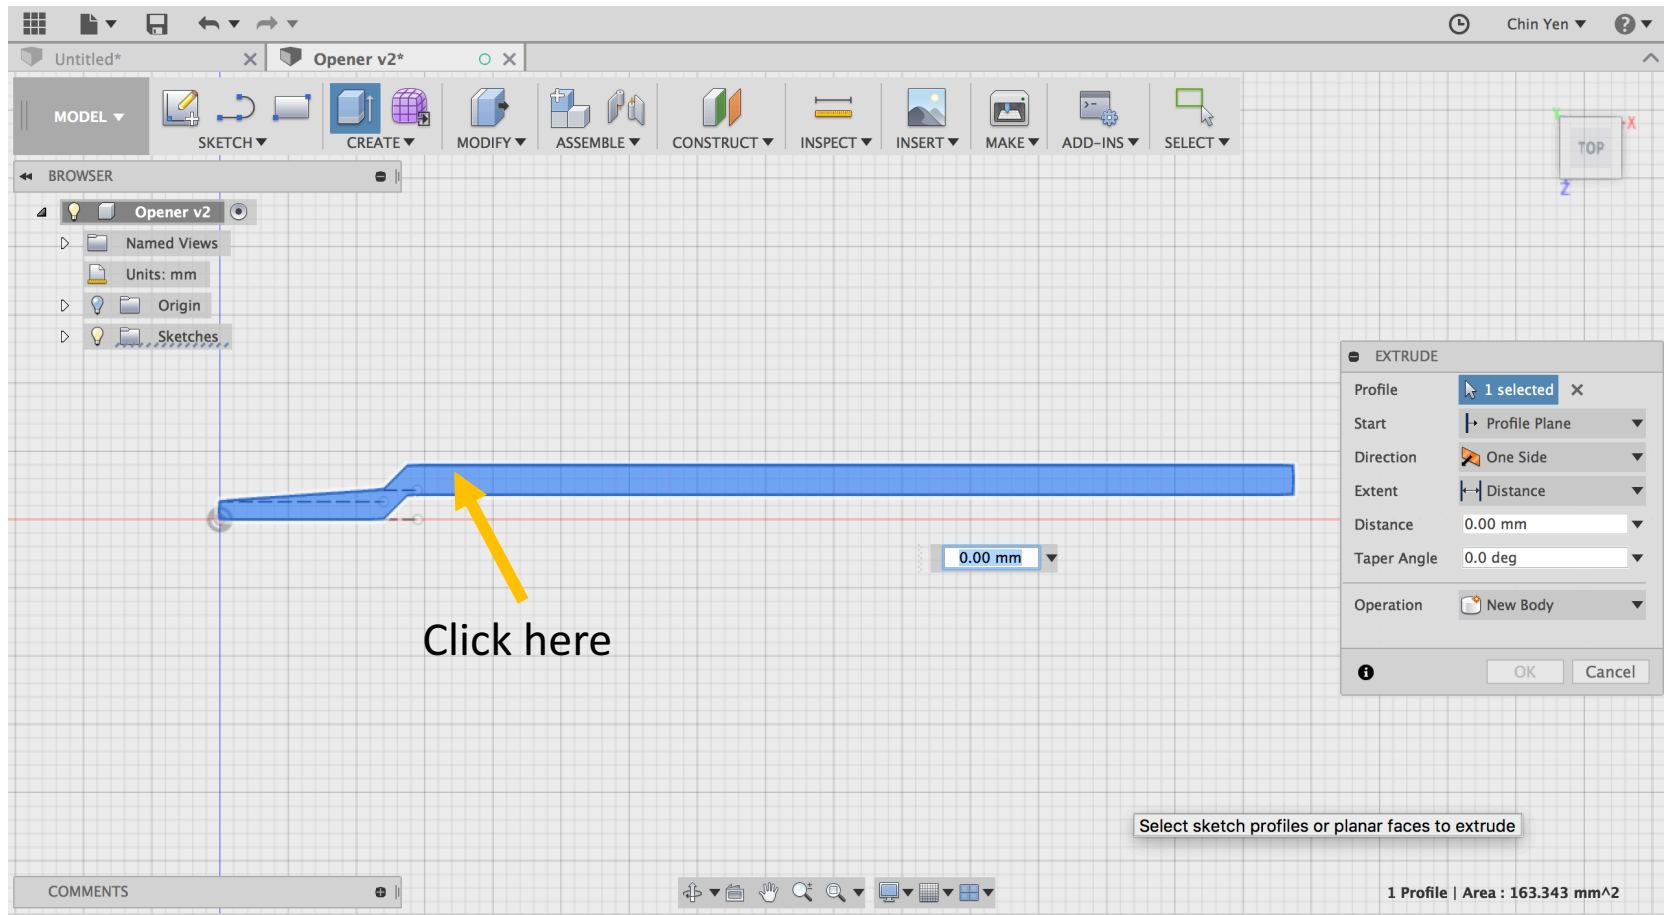 Chin Yen
?
Untitled*
Opener v2*
MODEL
SKETCH
CREATE
MODIFY
ASSEMBLE
CONSTRUCT
INSPECT
INSERT
MAKE
ADD-INS
SELECT
Y
X
TOP
Z
BROWSER
Opener v2
Named Views
Units: mm
Origin
Sketches
EXTRUDE
Profile 1 selected
Start Profile Plane
Direction One Side
Extent Distance
Distance 0.00 mm
Taper Angle 0.0 deg
Operation New Body
OK Cancel
0.00 mm
Click here
Select sketch profiles or planar faces to extrude
COMMENTS
1 Profile | Area : 163.343 mm^2